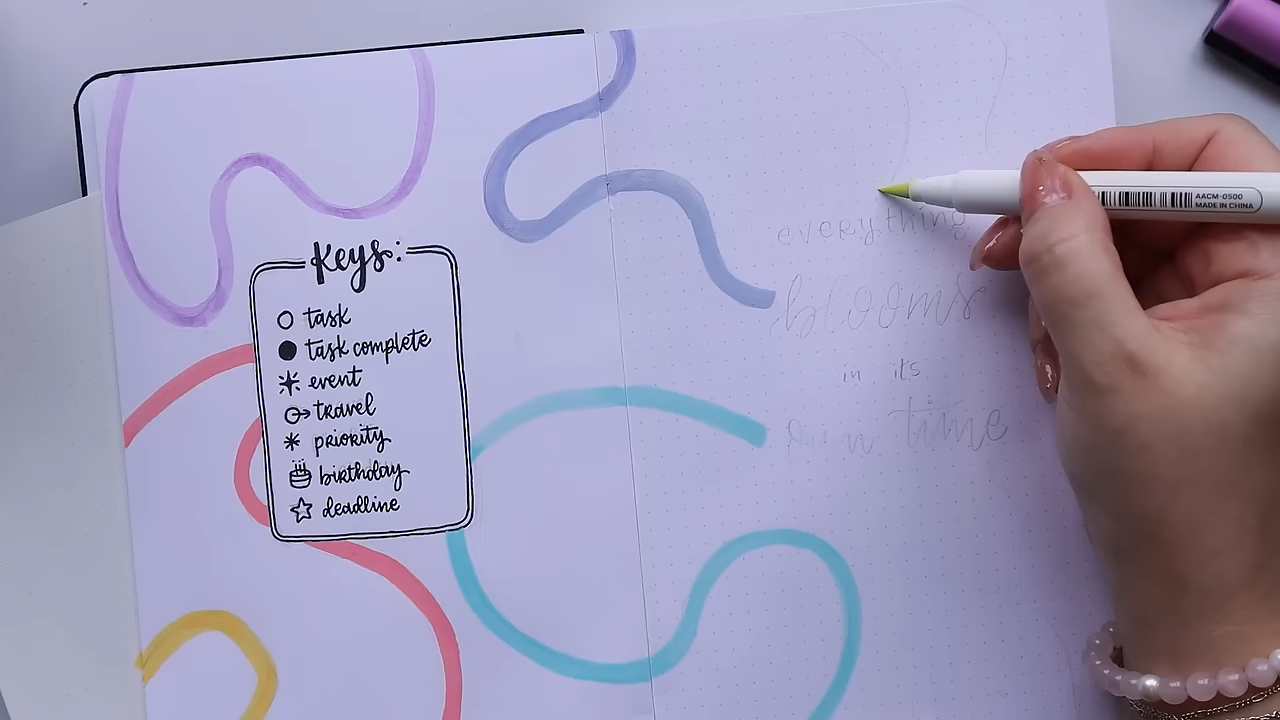 Keys:
task
task complete
event
travel
priority
birthday
deadline
everything
blooms
in its
own time
AACM-0500
MADE IN CHINA